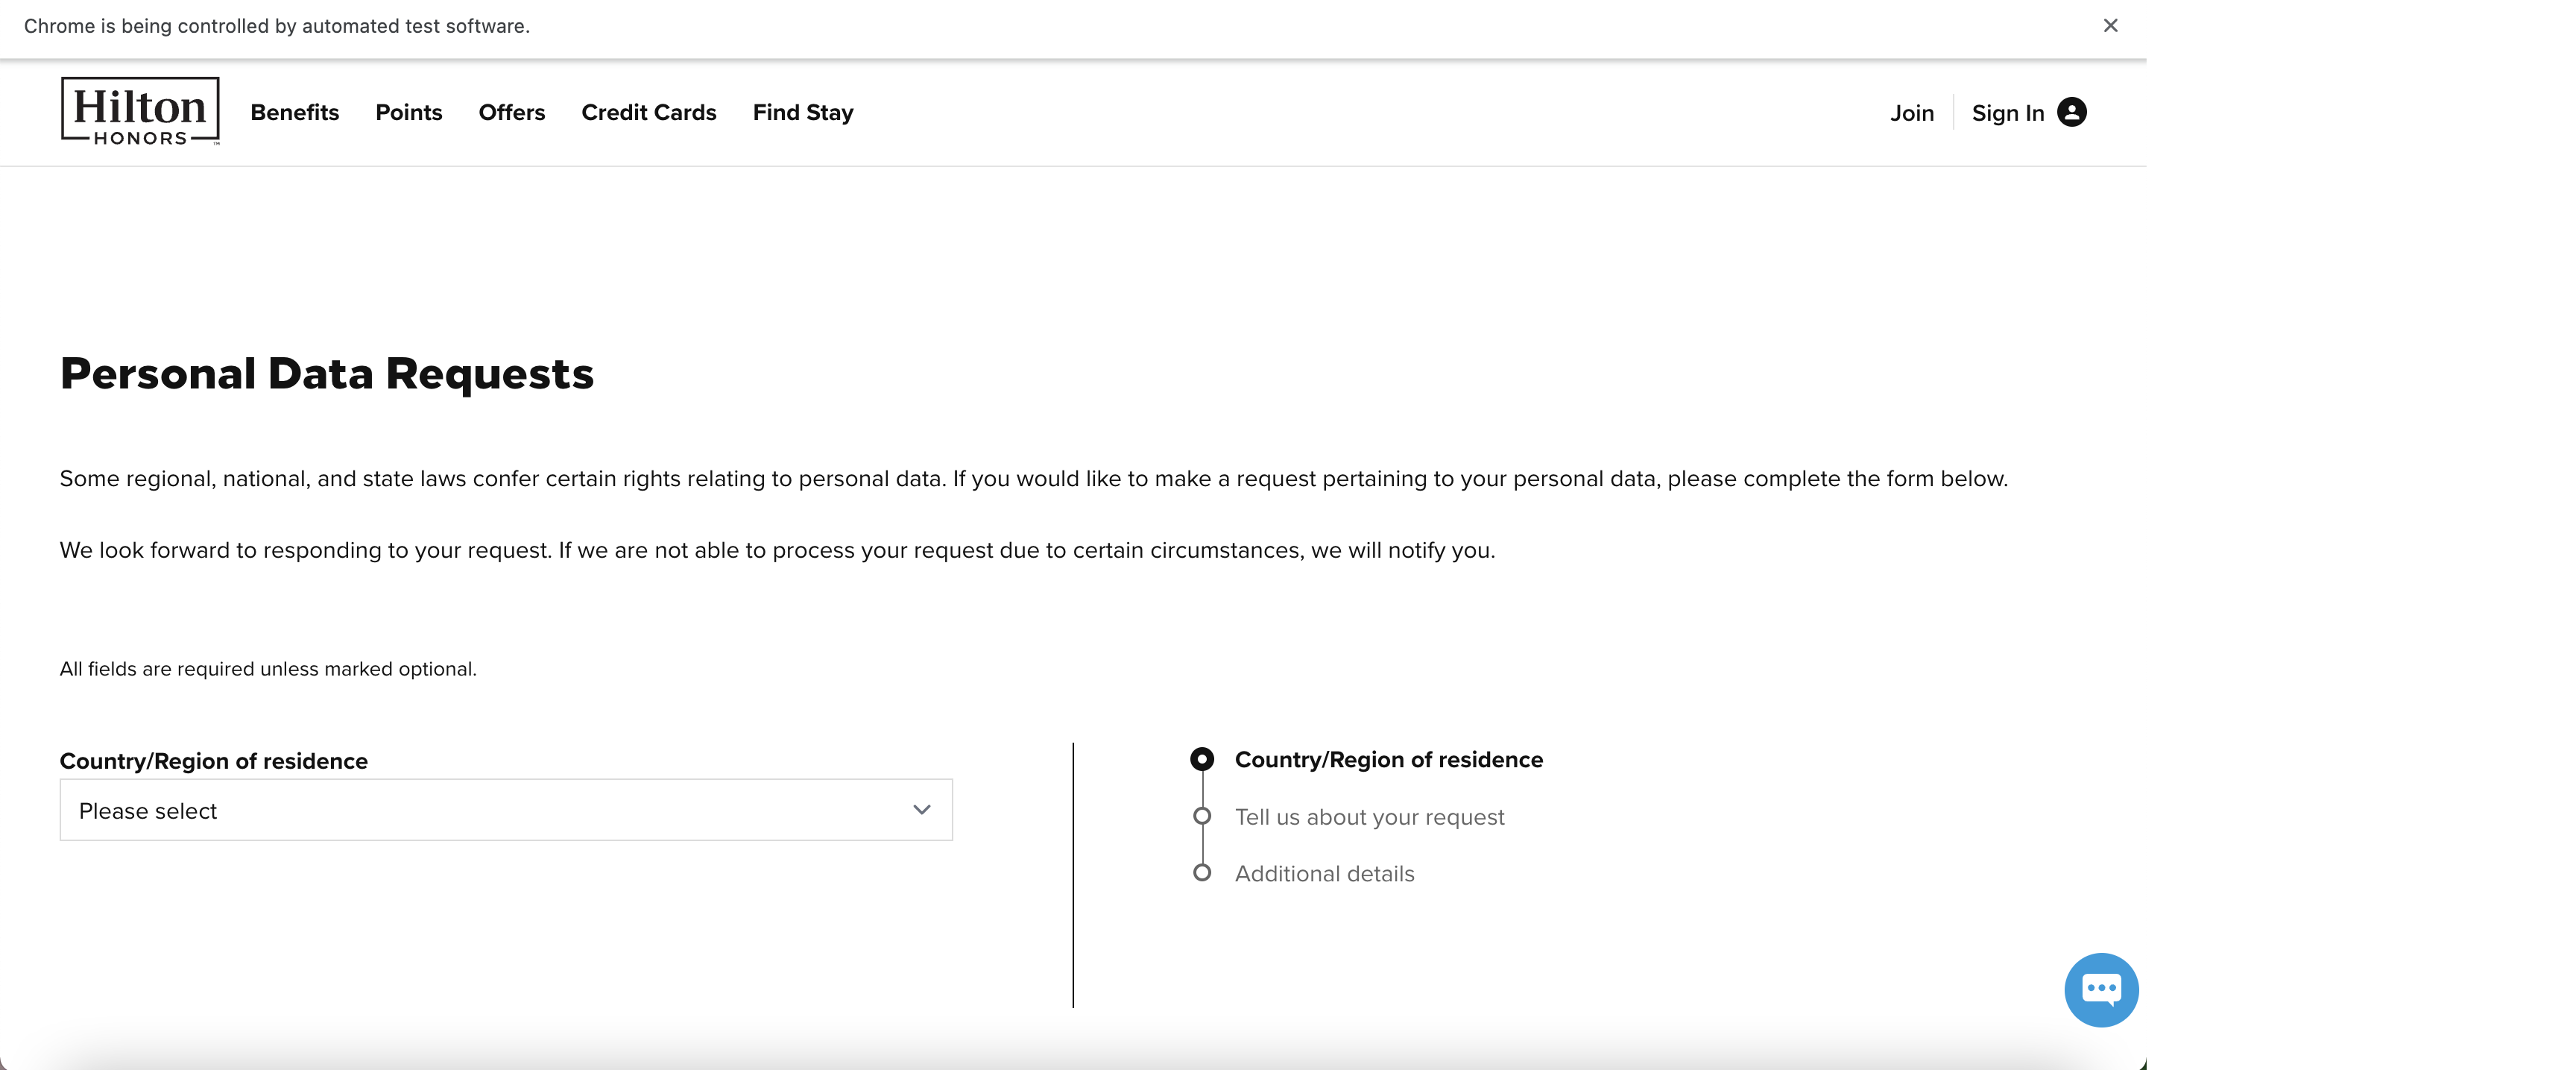 Chrome is being controlled by automated test software.
Hilton
HONORS™
Benefits Points Offers Credit Cards Find Stay Join Sign In
Personal Data Requests
Some regional, national, and state laws confer certain rights relating to personal data. If you would like to make a request pertaining to your personal data, please complete the form below.
We look forward to responding to your request. If we are not able to process your request due to certain circumstances, we will notify you.
All fields are required unless marked optional.
Country/Region of residence
Please select
Country/Region of residence
Tell us about your request
Additional details